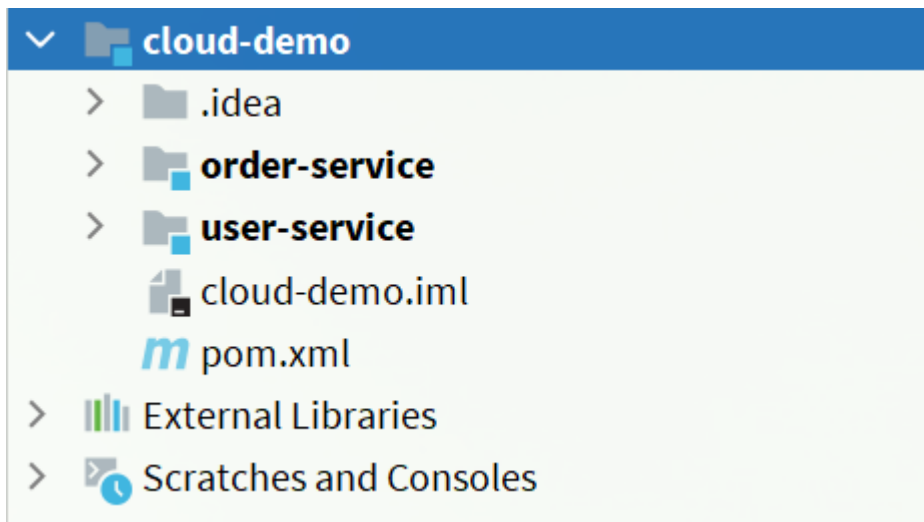 cloud-demo
.idea
order-service
user-service
cloud-demo.iml
pom.xml
External Libraries
Scratches and Consoles